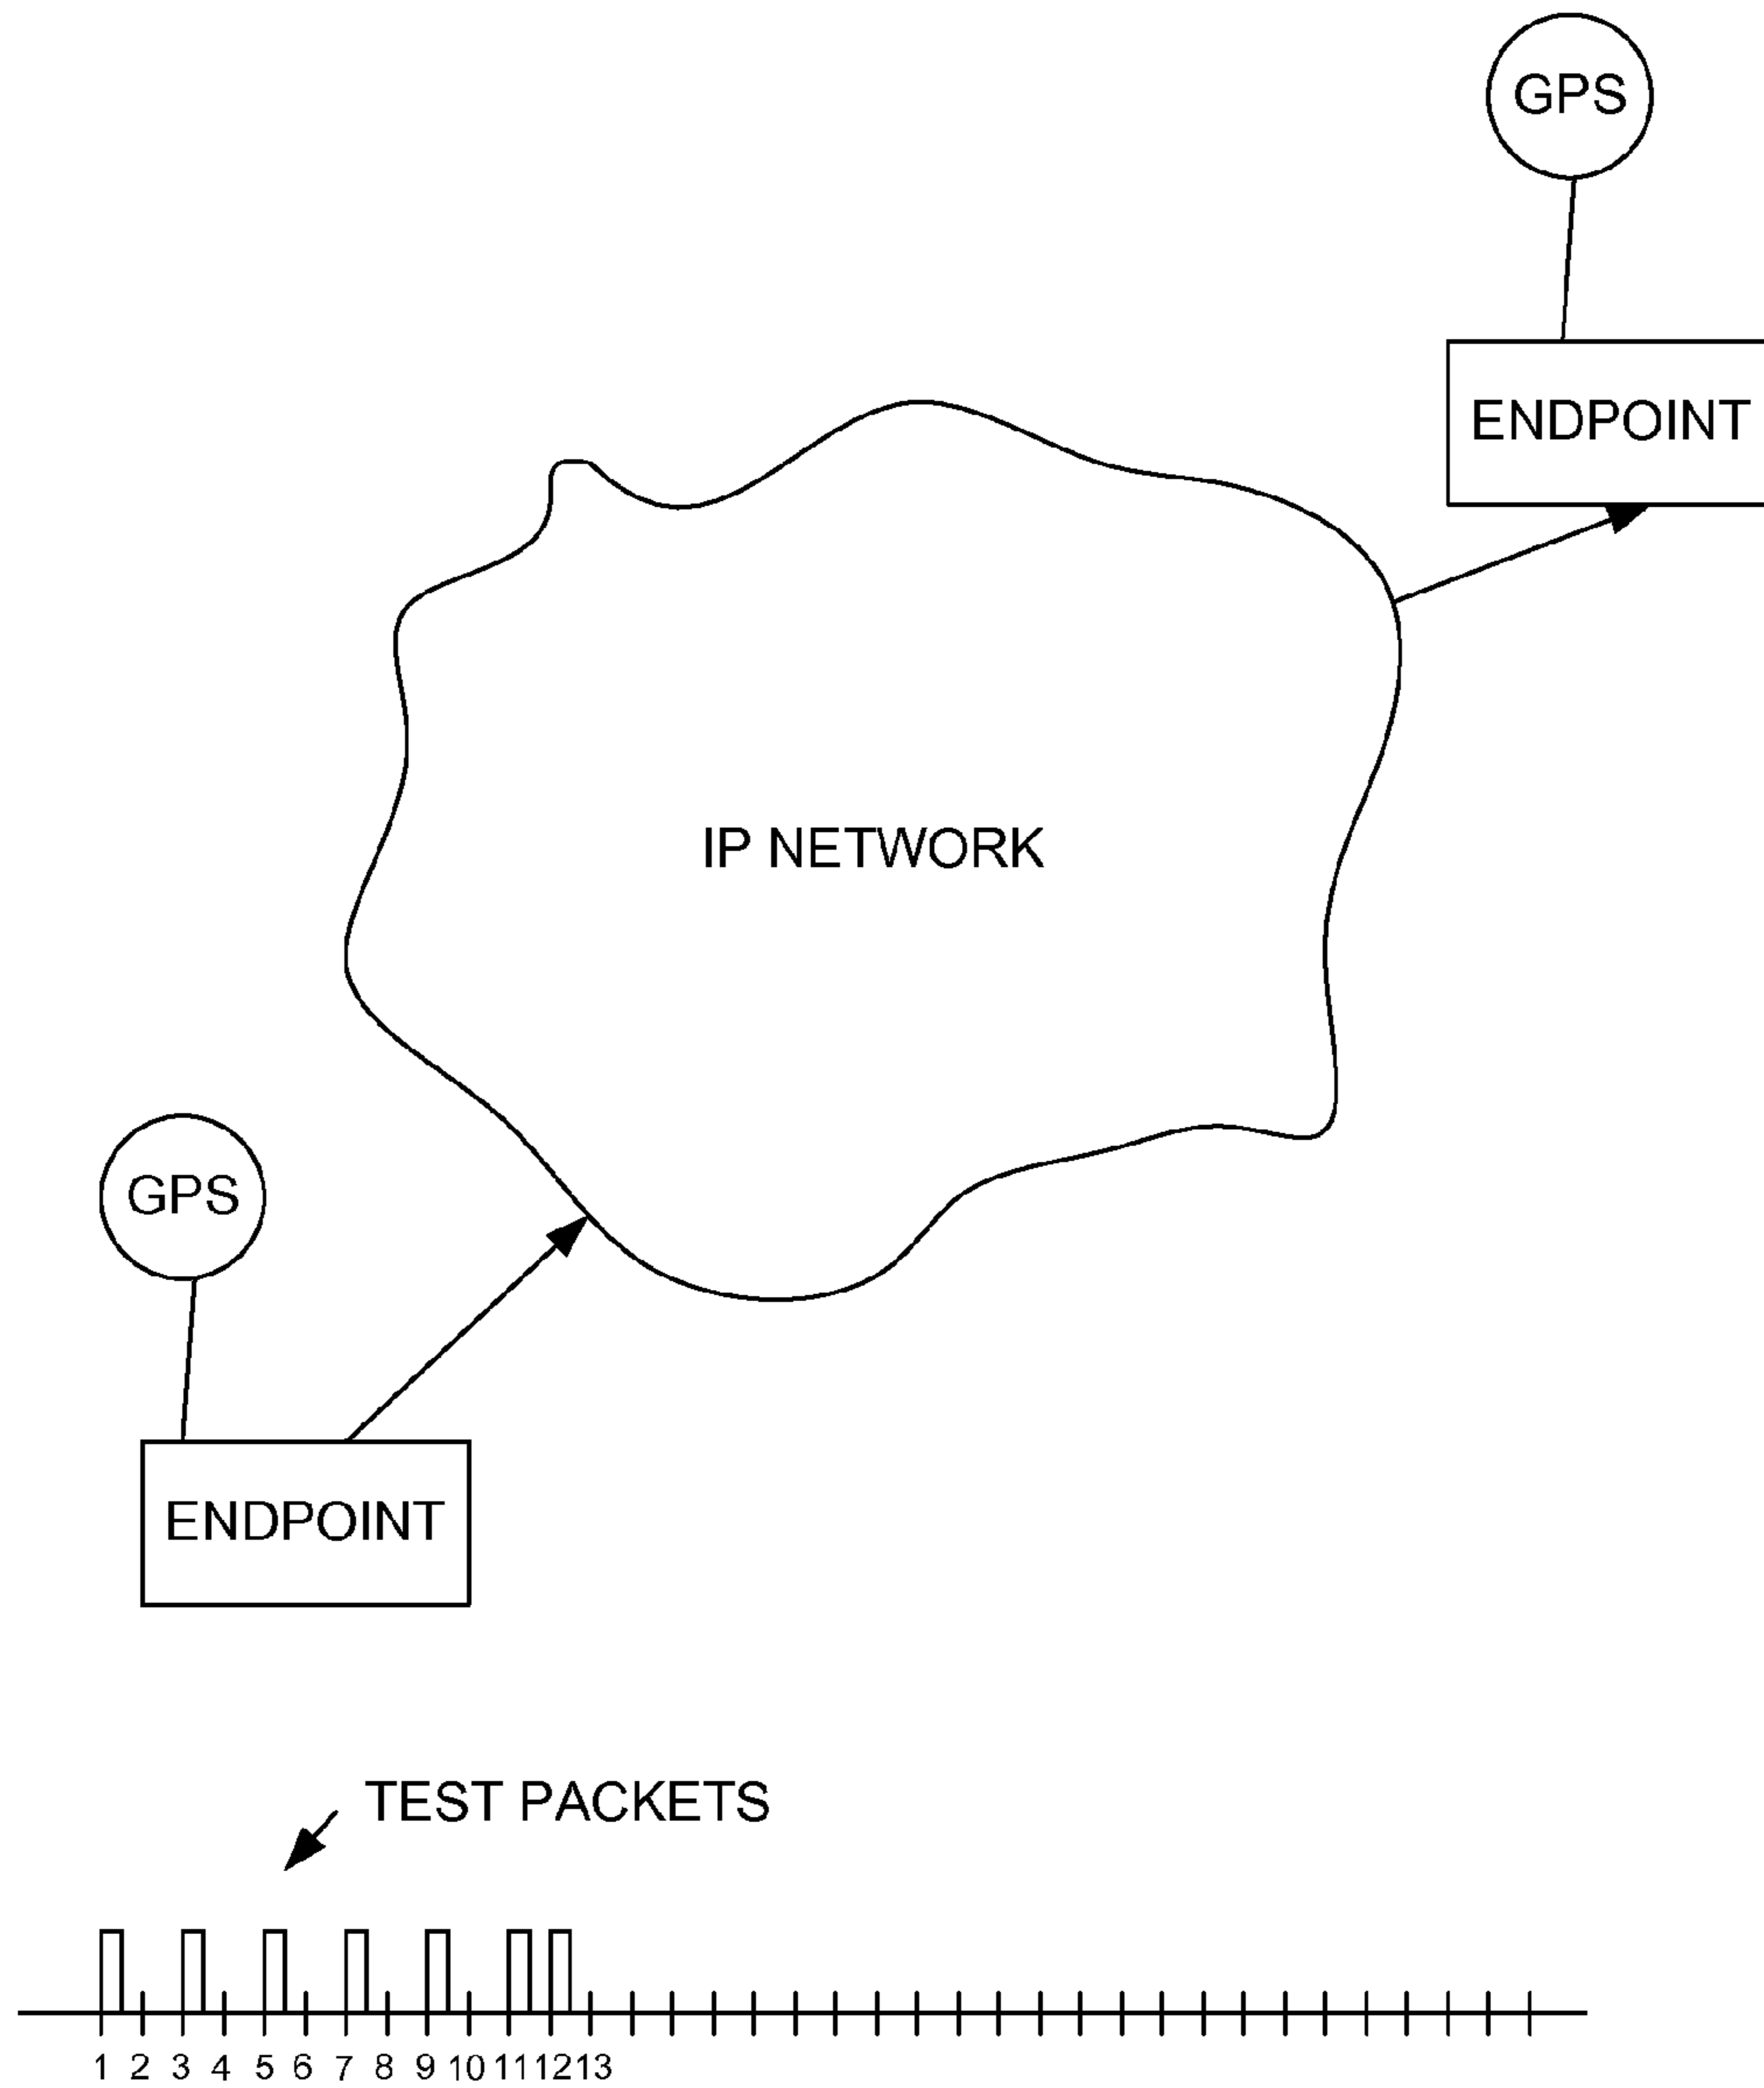 GPS
ENDPOINT
IP NETWORK
GPS
ENDPOINT
TEST PACKETS
1 2 3 4 5 6 7 8 9 10 11 12 13